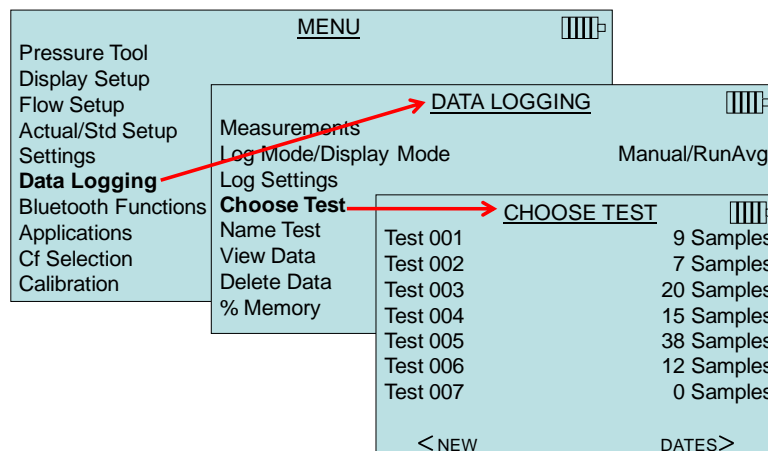 MENU
Pressure Tool
Display Setup
Flow Setup
Actual/Std Setup
Settings
Data Logging
Bluetooth Functions
Applications
Cf Selection
Calibration
DATA LOGGING
Measurements
Log Mode/Display Mode Manual/RunAvg
Log Settings
Choose Test
Name Test
View Data
Delete Data
% Memory
CHOOSE TEST
Test 001 9 Samples
Test 002 7 Samples
Test 003 20 Samples
Test 004 15 Samples
Test 005 38 Samples
Test 006 12 Samples
Test 007 0 Samples
<NEW DATES>